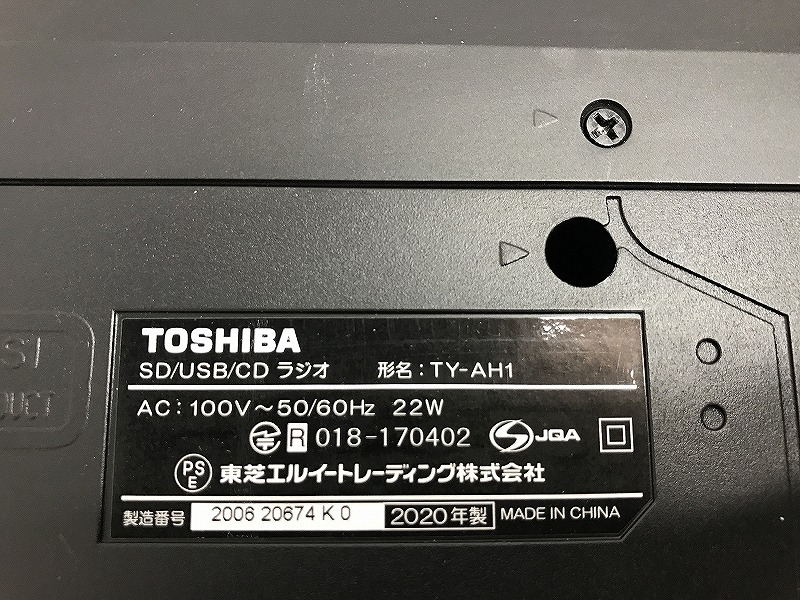 TOSHIBA
SD/USB/CD ラジオ 形名：TY-AH1
AC：100V～50/60Hz 22W
R 018-170402 JQA
PS E 東芝エルイートレーディング株式会社
製造番号 2006 20674 K 0 2020年製 MADE IN CHINA